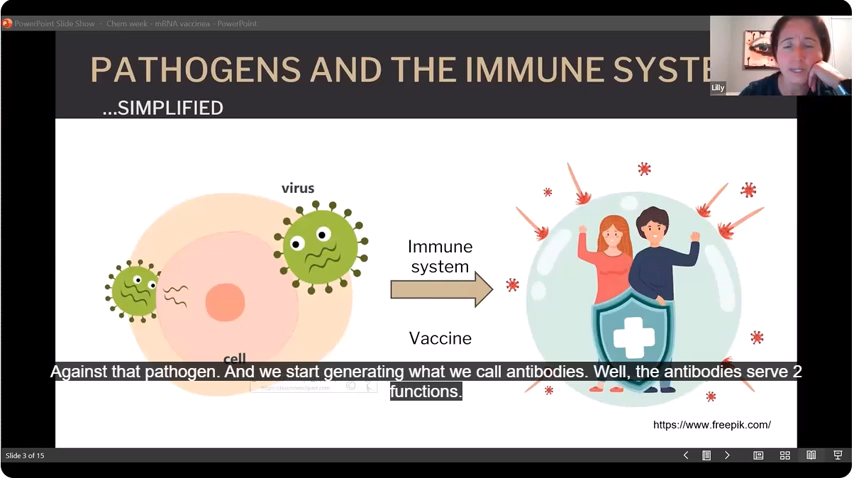 PowerPoint Slide Show - Chem week - mRNA vaccinea - PowerPoint
PATHOGENS AND THE IMMUNE SYSTE
...SIMPLIFIED
Lilly
virus
Immune
system
Vaccine
cell
Against that pathogen. And we start generating what we call antibodies. Well, the antibodies serve 2
functions.
https://www.freepik.com/
Slide 3 of 15